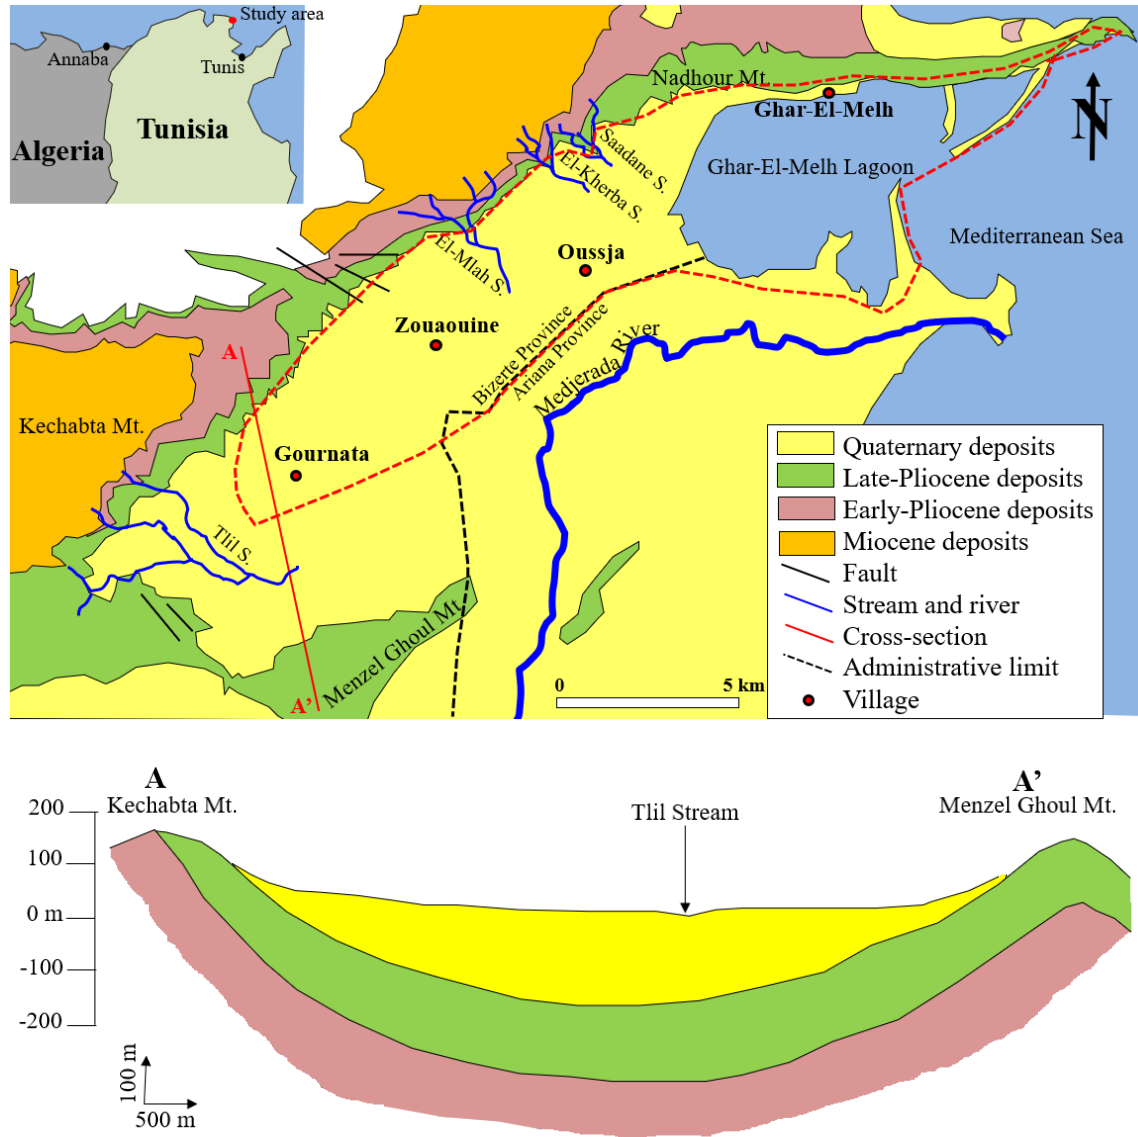 Study area
Annaba
Tunis
Tunisia
Algeria
N
Nadhour Mt.
Ghar-El-Melh
Saadane S.
El-Kherba S.
Ghar-El-Melh Lagoon
Mediterranean Sea
El-Mlah S.
Oussja
Zouaouine
Bizerte Province
Ariana Province
Medjerada River
A
Kechabta Mt.
Gournata
Tlil S.
Menzel Ghoul Mt.
A’
0 5 km
Quaternary deposits
Late-Pliocene deposits
Early-Pliocene deposits
Miocene deposits
Fault
Stream and river
Cross-section
Administrative limit
Village
A
Kechabta Mt.
Tlil Stream
A’
Menzel Ghoul Mt.
200
100
0 m
-100
-200
100 m
500 m